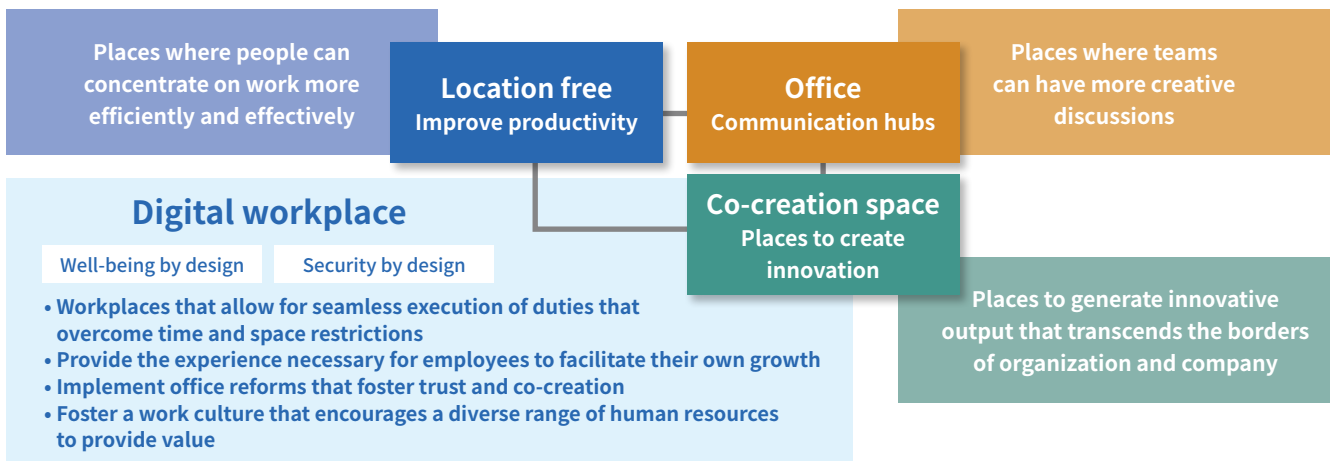 Places where people can
concentrate on work more
efficiently and effectively
Location free
Improve productivity
Office
Communication hubs
Places where teams
can have more creative
discussions
Co-creation space
Places to create
innovation
Places to generate innovative
output that transcends the borders
of organization and company
Digital workplace
Well-being by design
Security by design
• Workplaces that allow for seamless execution of duties that
overcome time and space restrictions
• Provide the experience necessary for employees to facilitate their own growth
• Implement office reforms that foster trust and co-creation
• Foster a work culture that encourages a diverse range of human resources
to provide value